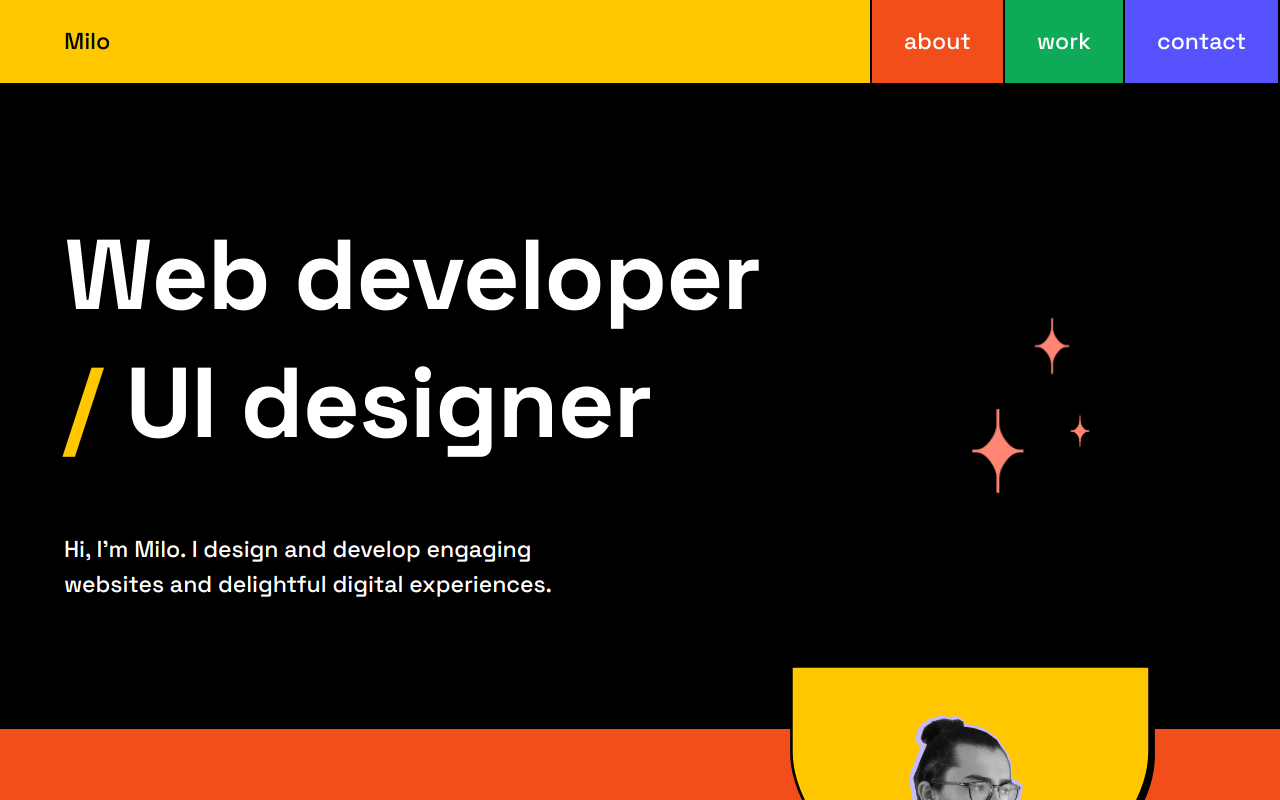 Milo
about
work
contact
Web developer
/ UI designer
Hi, I’m Milo. I design and develop engaging
websites and delightful digital experiences.